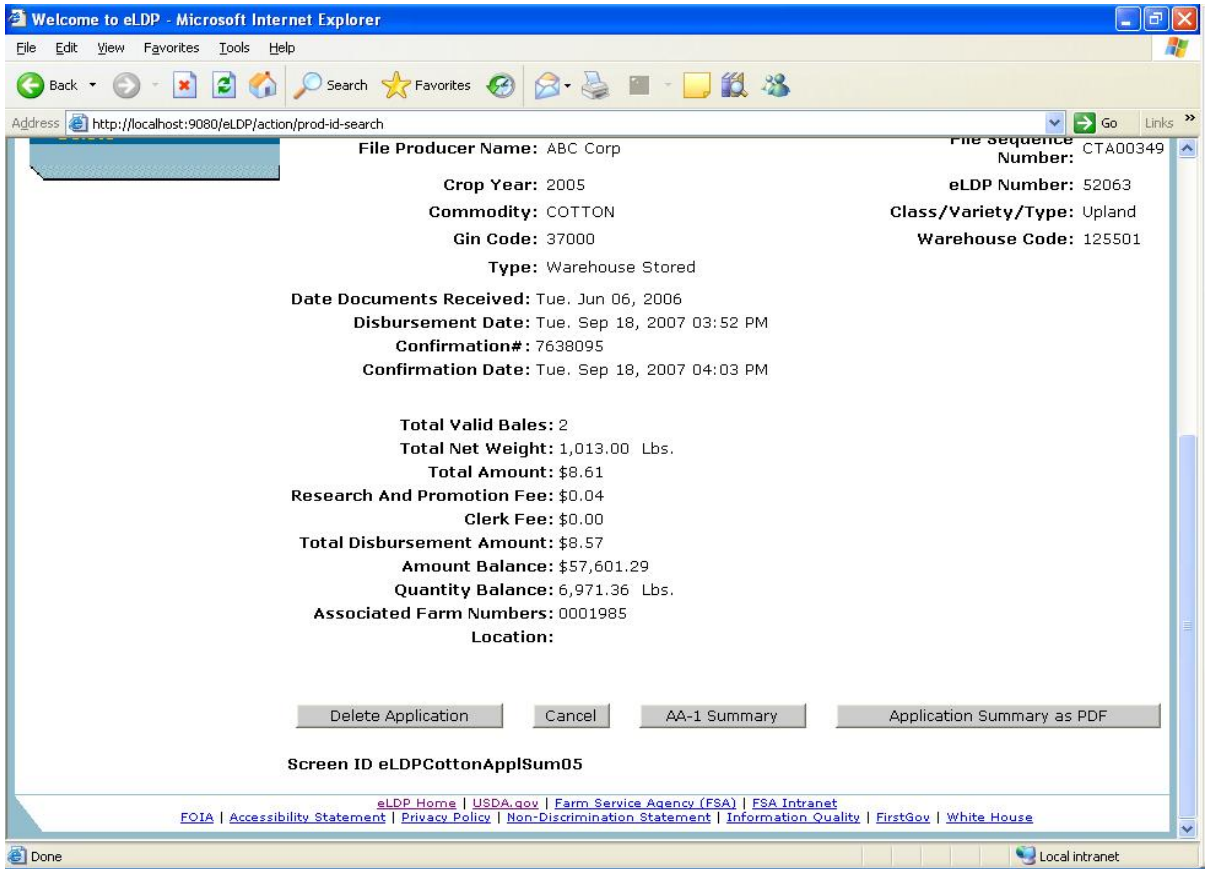 Welcome to eLDP - Microsoft Internet Explorer
File Edit View Favorites Tools Help
Back Search Favorites
Address http://localhost:9080/eLDP/action/prod-id-search Go Links »
File Producer Name: ABC Corp File Sequence Number: CTA00349
Crop Year: 2005 eLDP Number: 52063
Commodity: COTTON Class/Variety/Type: Upland
Gin Code: 37000 Warehouse Code: 125501
Type: Warehouse Stored
Date Documents Received: Tue. Jun 06, 2006
Disbursement Date: Tue. Sep 18, 2007 03:52 PM
Confirmation#: 7638095
Confirmation Date: Tue. Sep 18, 2007 04:03 PM
Total Valid Bales: 2
Total Net Weight: 1,013.00 Lbs.
Total Amount: $8.61
Research And Promotion Fee: $0.04
Clerk Fee: $0.00
Total Disbursement Amount: $8.57
Amount Balance: $57,601.29
Quantity Balance: 6,971.36 Lbs.
Associated Farm Numbers: 0001985
Location:
Delete Application Cancel AA-1 Summary Application Summary as PDF
Screen ID eLDPCottonApplSum05
eLDP Home | USDA.gov | Farm Service Agency (FSA) | FSA Intranet
FOIA | Accessibility Statement | Privacy Policy | Non-Discrimination Statement | Information Quality | FirstGov | White House
Done Local intranet